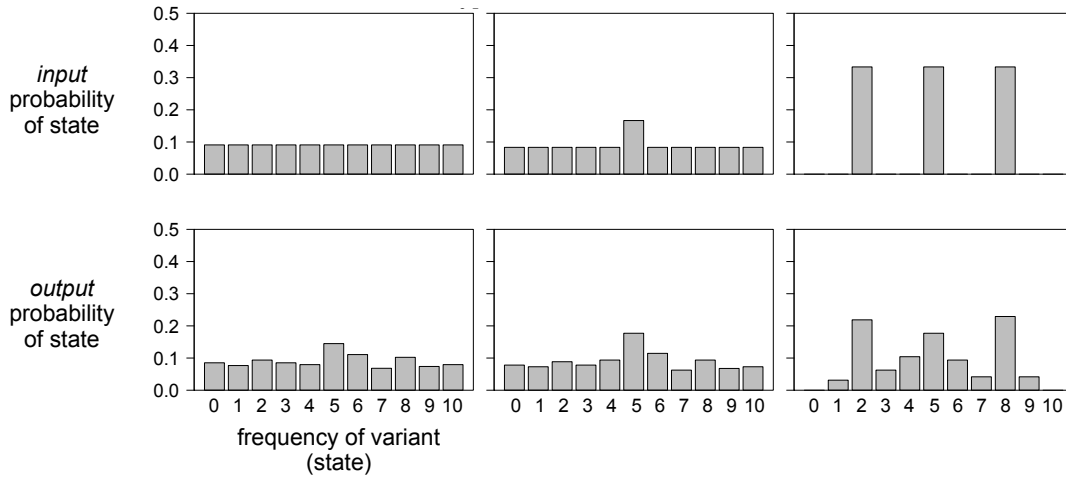 0.5
0.4
0.3
0.2
0.1
0.0
input
probability
of state
0.5
0.4
0.3
0.2
0.1
0.0
output
probability
of state
0 1 2 3 4 5 6 7 8 9 10
0 1 2 3 4 5 6 7 8 9 10
0 1 2 3 4 5 6 7 8 9 10
frequency of variant
(state)